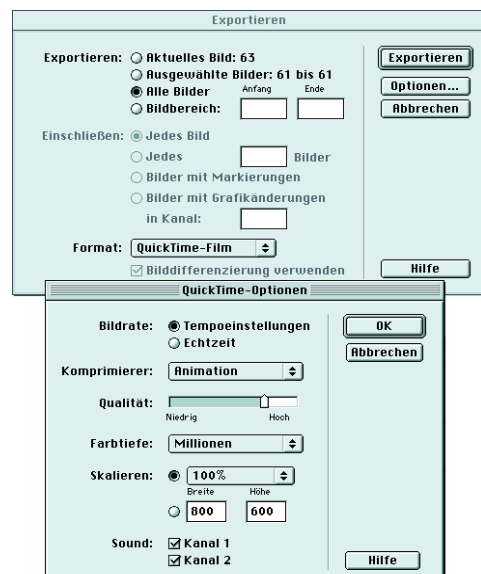 Exportieren
Exportieren: Aktuelles Bild: 63
Ausgewählte Bilder: 61 bis 61
Alle Bilder
Anfang Ende
Bildbereich:
Exportieren
Optionen...
Abbrechen
Einschließen: Jedes Bild
Jedes Bilder
Bilder mit Markierungen
Bilder mit Grafikänderungen
in Kanal:
Format: QuickTime-Film
Bilddifferenzierung verwenden
Hilfe
QuickTime-Optionen
Bildrate: Tempoeinstellungen
Echtzeit
OK
Abbrechen
Komprimierer: Animation
Qualität:
Niedrig Hoch
Farbtiefe: Millionen
Skalieren: 100%
Breite Höhe
800 600
Sound: Kanal 1
Kanal 2
Hilfe